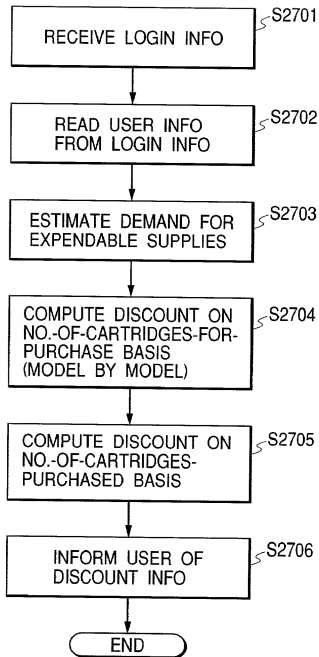 S2701
RECEIVE LOGIN INFO
S2702
READ USER INFO
FROM LOGIN INFO
S2703
ESTIMATE DEMAND FOR
EXPENDABLE SUPPLIES
S2704
COMPUTE DISCOUNT ON
NO.-OF-CARTRIDGES-FOR-
PURCHASE BASIS
(MODEL BY MODEL)
S2705
COMPUTE DISCOUNT ON
NO.-OF-CARTRIDGES-
PURCHASED BASIS
S2706
INFORM USER OF
DISCOUNT INFO
END